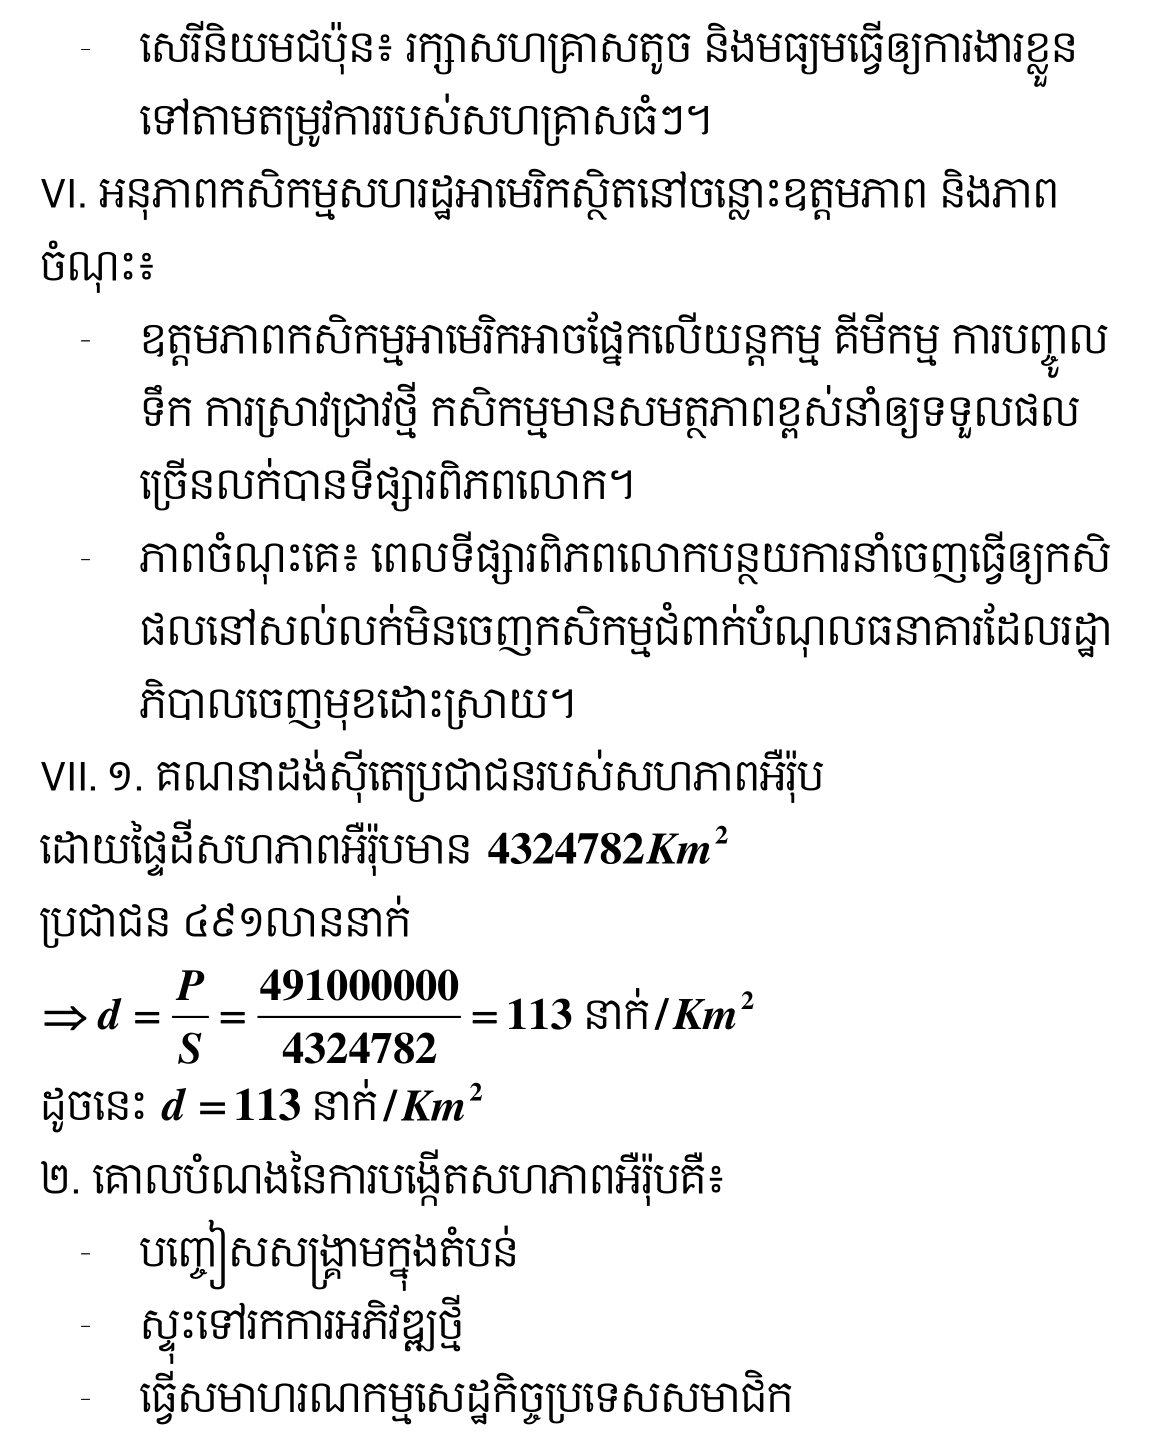 - សេរីនិយមជប៉ុន៖ រក្សាសហគ្រាសតូច និងមធ្យមធ្វើឲ្យការងារខ្លួន
ទៅតាមតម្រូវការរបស់សហគ្រាសធំៗ។
VI. អនុភាពកសិកម្មសហរដ្ឋអាមេរិកស្ថិតនៅចន្លោះឧត្តមភាព និងភាព
ចំណុះ៖
- ឧត្តមភាពកសិកម្មអាមេរិកអាចផ្នែកលើយន្តកម្ម គីមីកម្ម ការបញ្ចូល
ទឹក ការស្រាវជ្រាវថ្មី កសិកម្មមានសមត្ថភាពខ្ពស់នាំឲ្យទទួលផល
ច្រើនលក់បានទីផ្សារពិភពលោក។
- ភាពចំណុះគេ៖ ពេលទីផ្សារពិភពលោកបន្ថយការនាំចេញធ្វើឲ្យកសិ
ផលនៅសល់លក់មិនចេញកសិកម្មជំពាក់បំណុលធនាគារដែលរដ្ឋា
ភិបាលចេញមុខដោះស្រាយ។
VII. ១. គណនាដង់ស៊ីតេប្រជាជនរបស់សហភាពអឺរ៉ុប
ដោយផ្ទៃដីសហភាពអឺរ៉ុបមាន 4324782Km²
ប្រជាជន ៤៩១លាននាក់
⇒ d = P/S = 491000000/4324782 = 113 នាក់/Km²
ដូចនេះ d = 113 នាក់/Km²
២. គោលបំណងនៃការបង្កើតសហភាពអឺរ៉ុបគឺ៖
- បញ្ចៀសសង្គ្រាមក្នុងតំបន់
- ស្ទុះទៅរកការអភិវឌ្ឍថ្មី
- ធ្វើសមាហរណកម្មសេដ្ឋកិច្ចប្រទេសសមាជិក